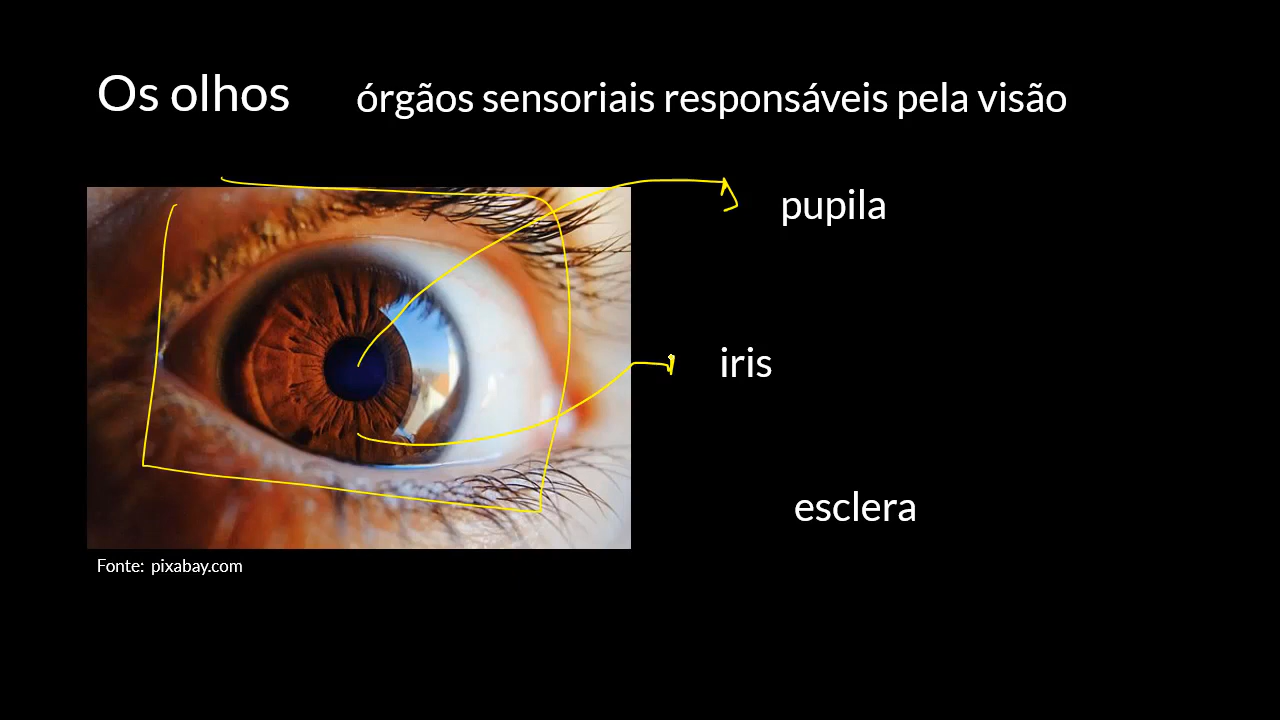 Os olhos órgãos sensoriais responsáveis pela visão
pupila
iris
esclera
Fonte: pixabay.com